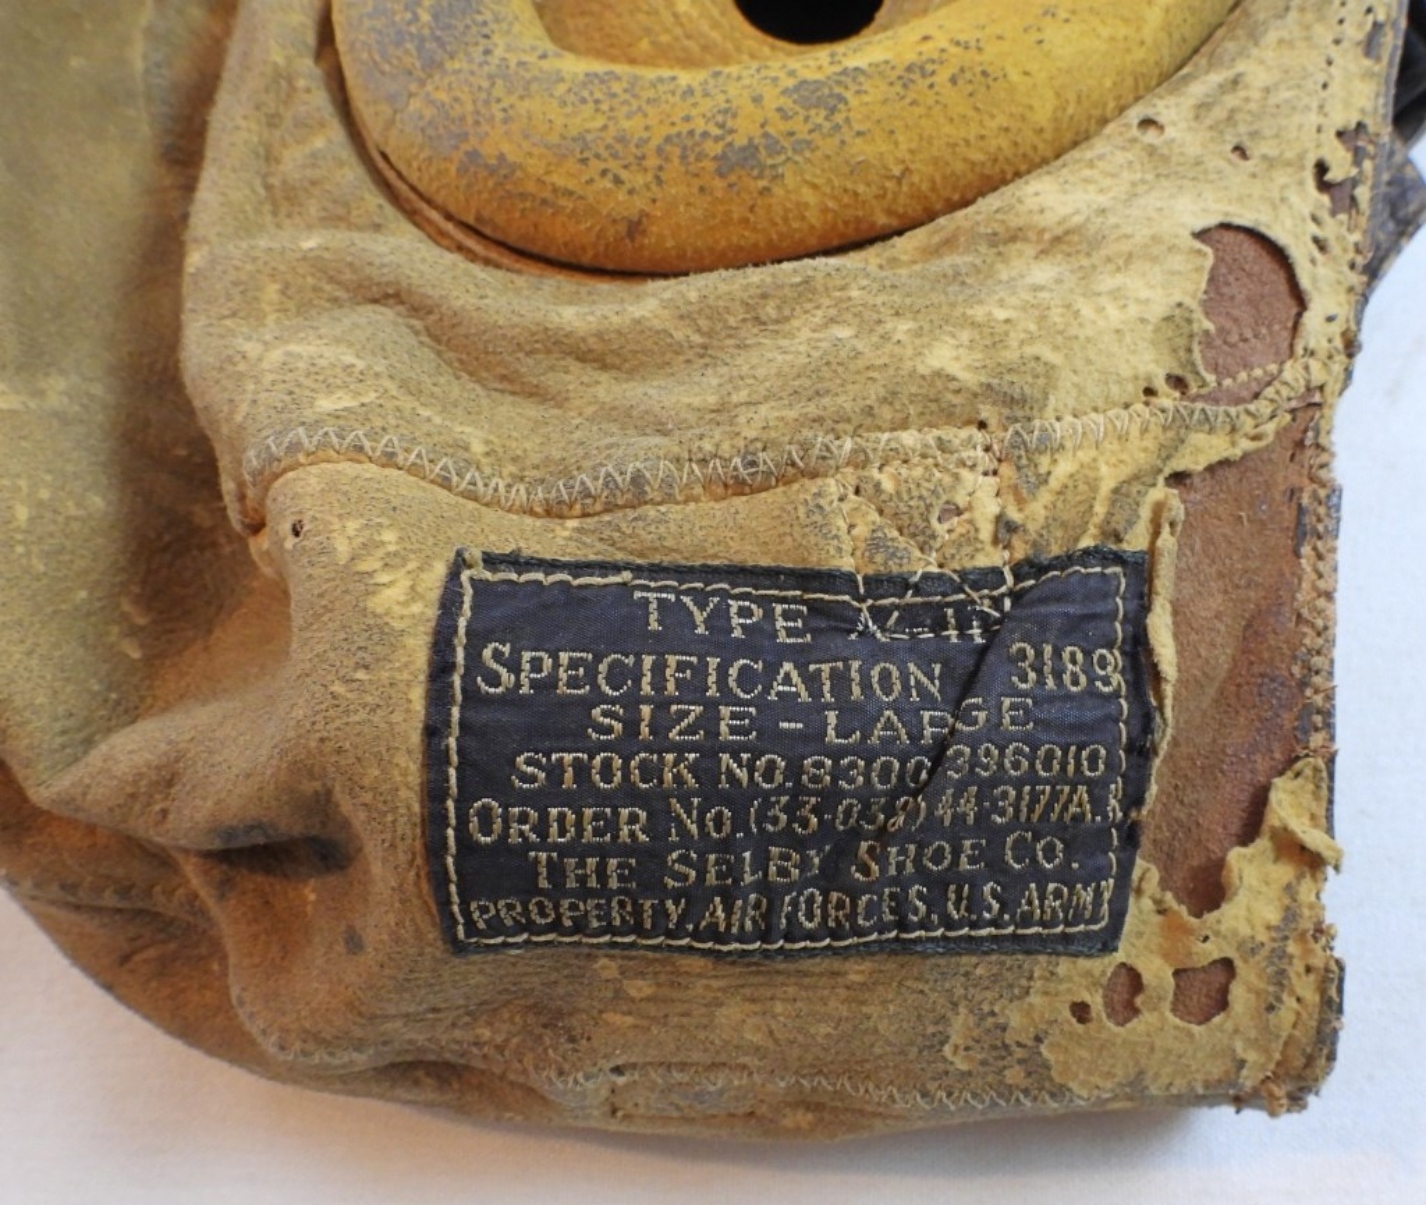 TYPE A-11
SPECIFICATION 3189
SIZE - LARGE
STOCK NO. 8300 396010
ORDER NO. (33-038) 44-3177A.F
THE SELBY SHOE CO.
PROPERTY, AIR FORCES, U.S. ARMY